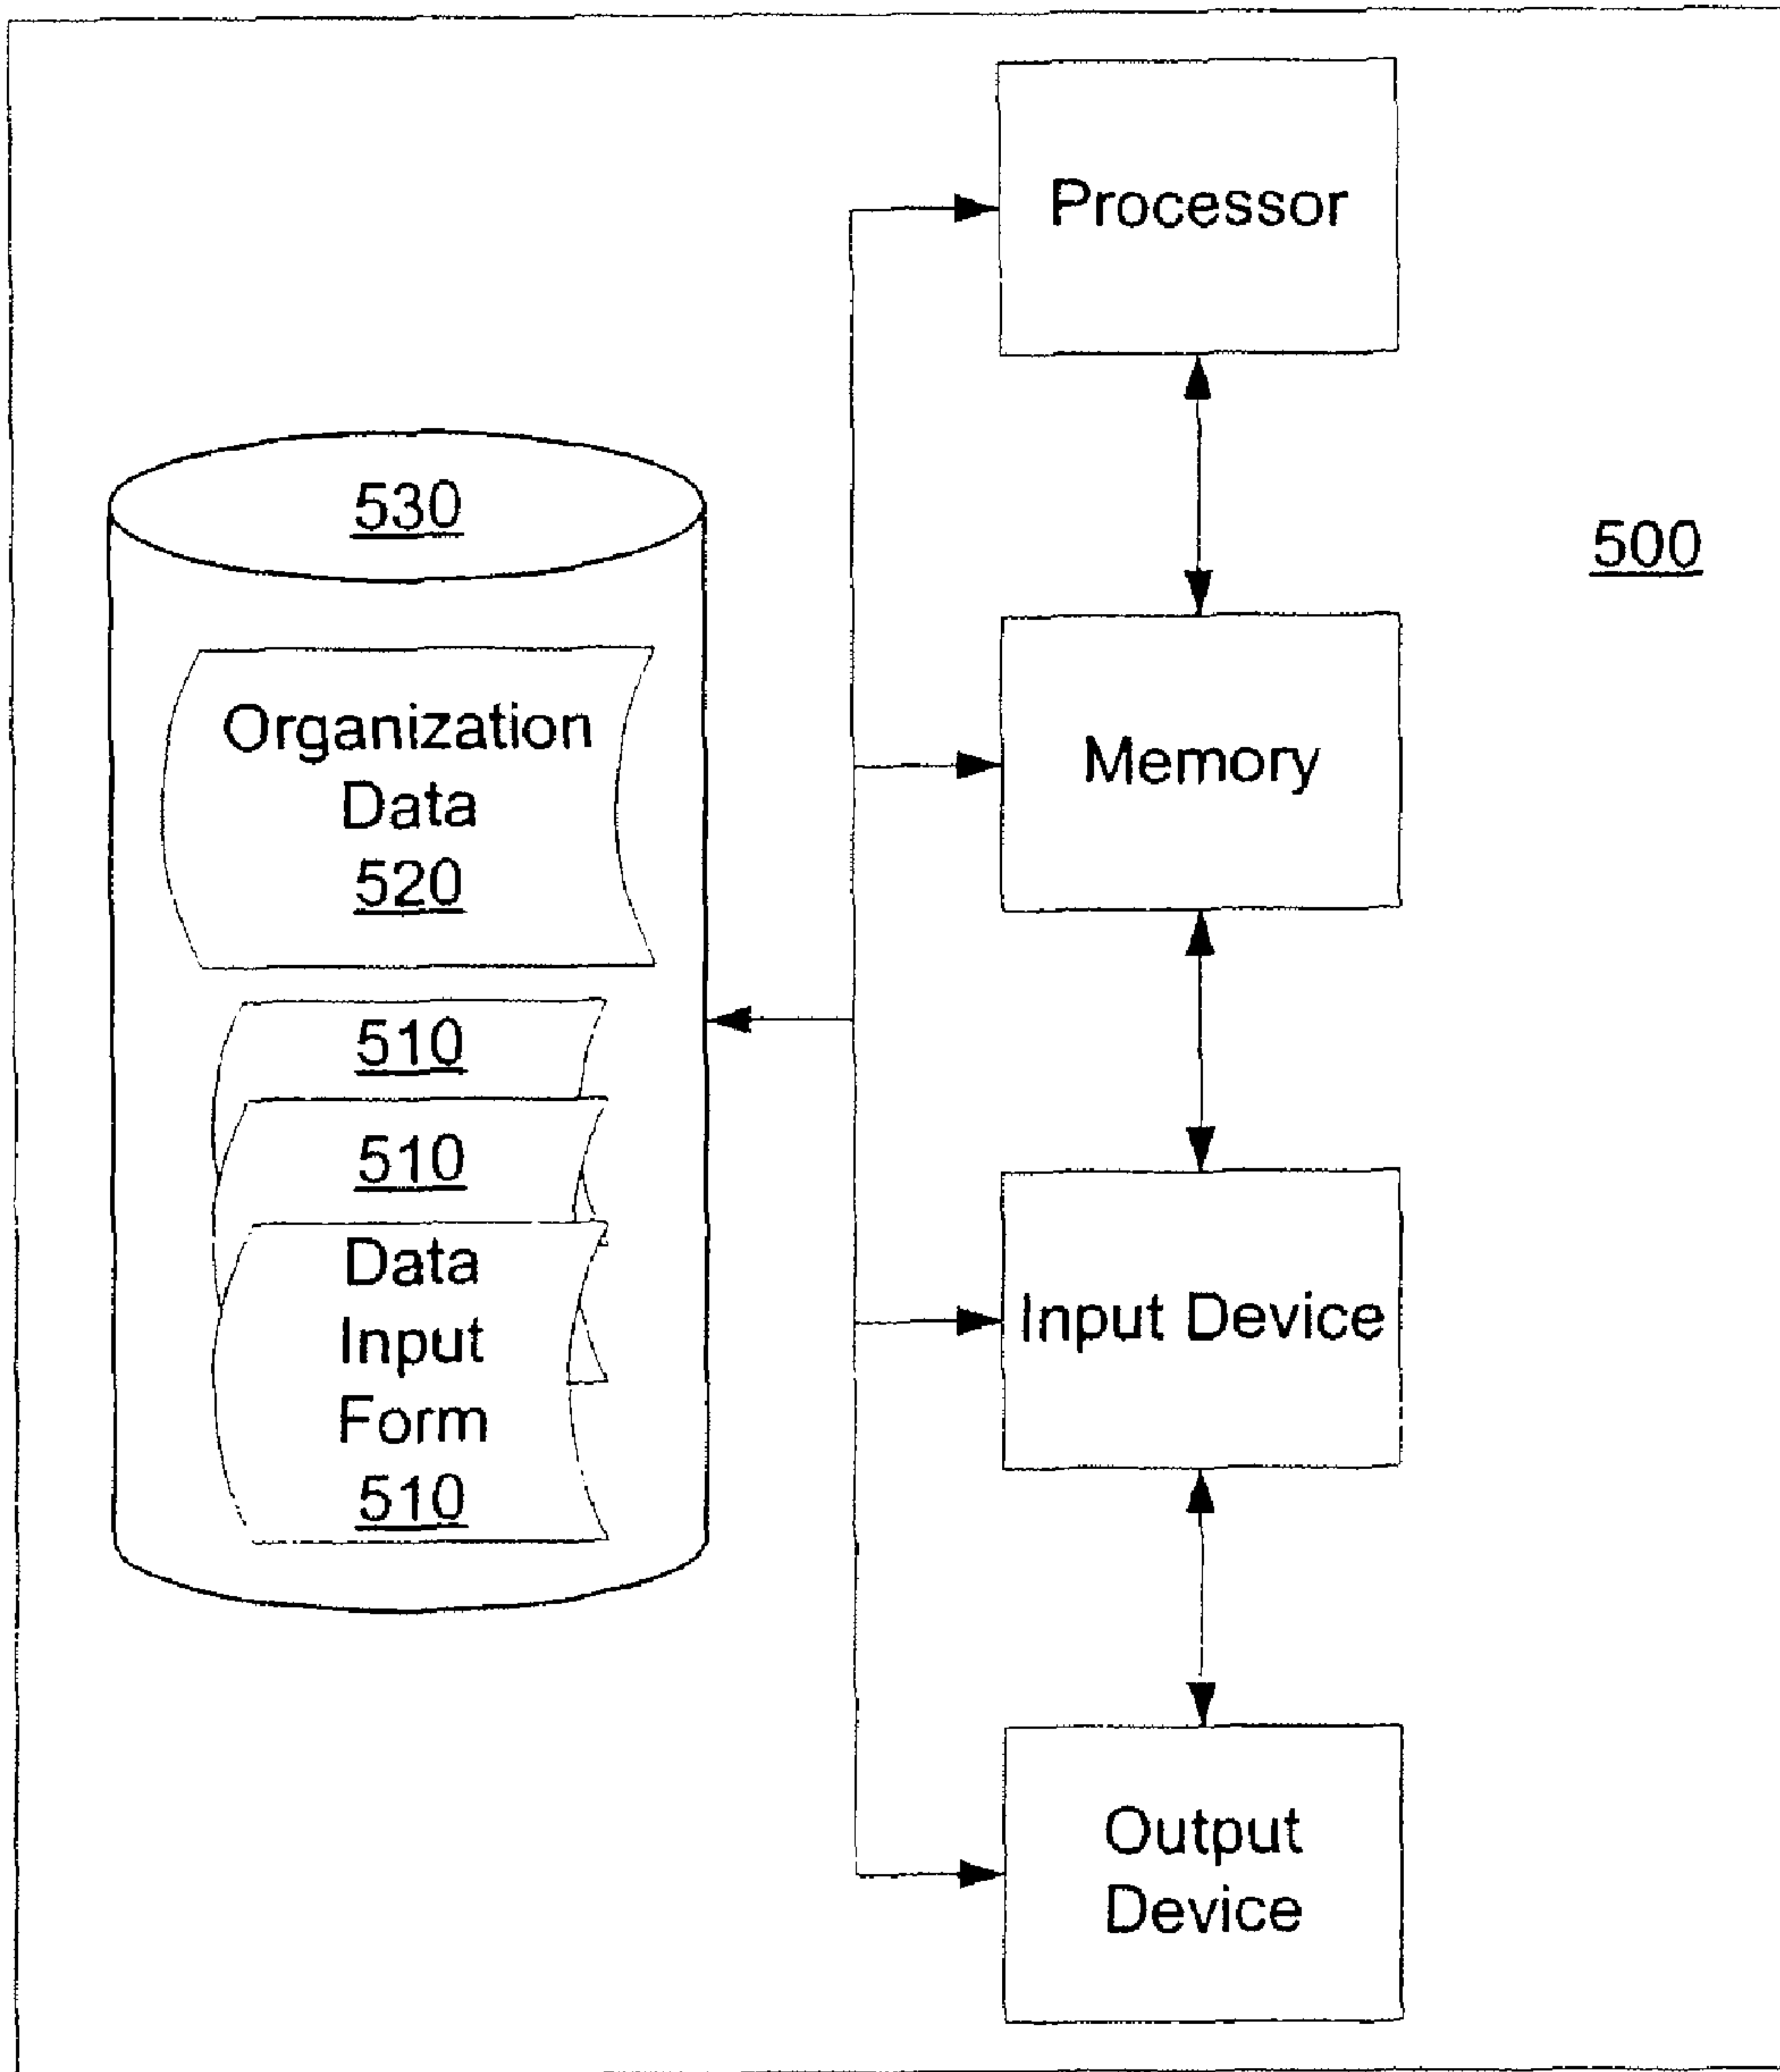 Processor
530
500
Organization
Data
520
Memory
510
510
Data
Input
Form
510
Input Device
Output
Device